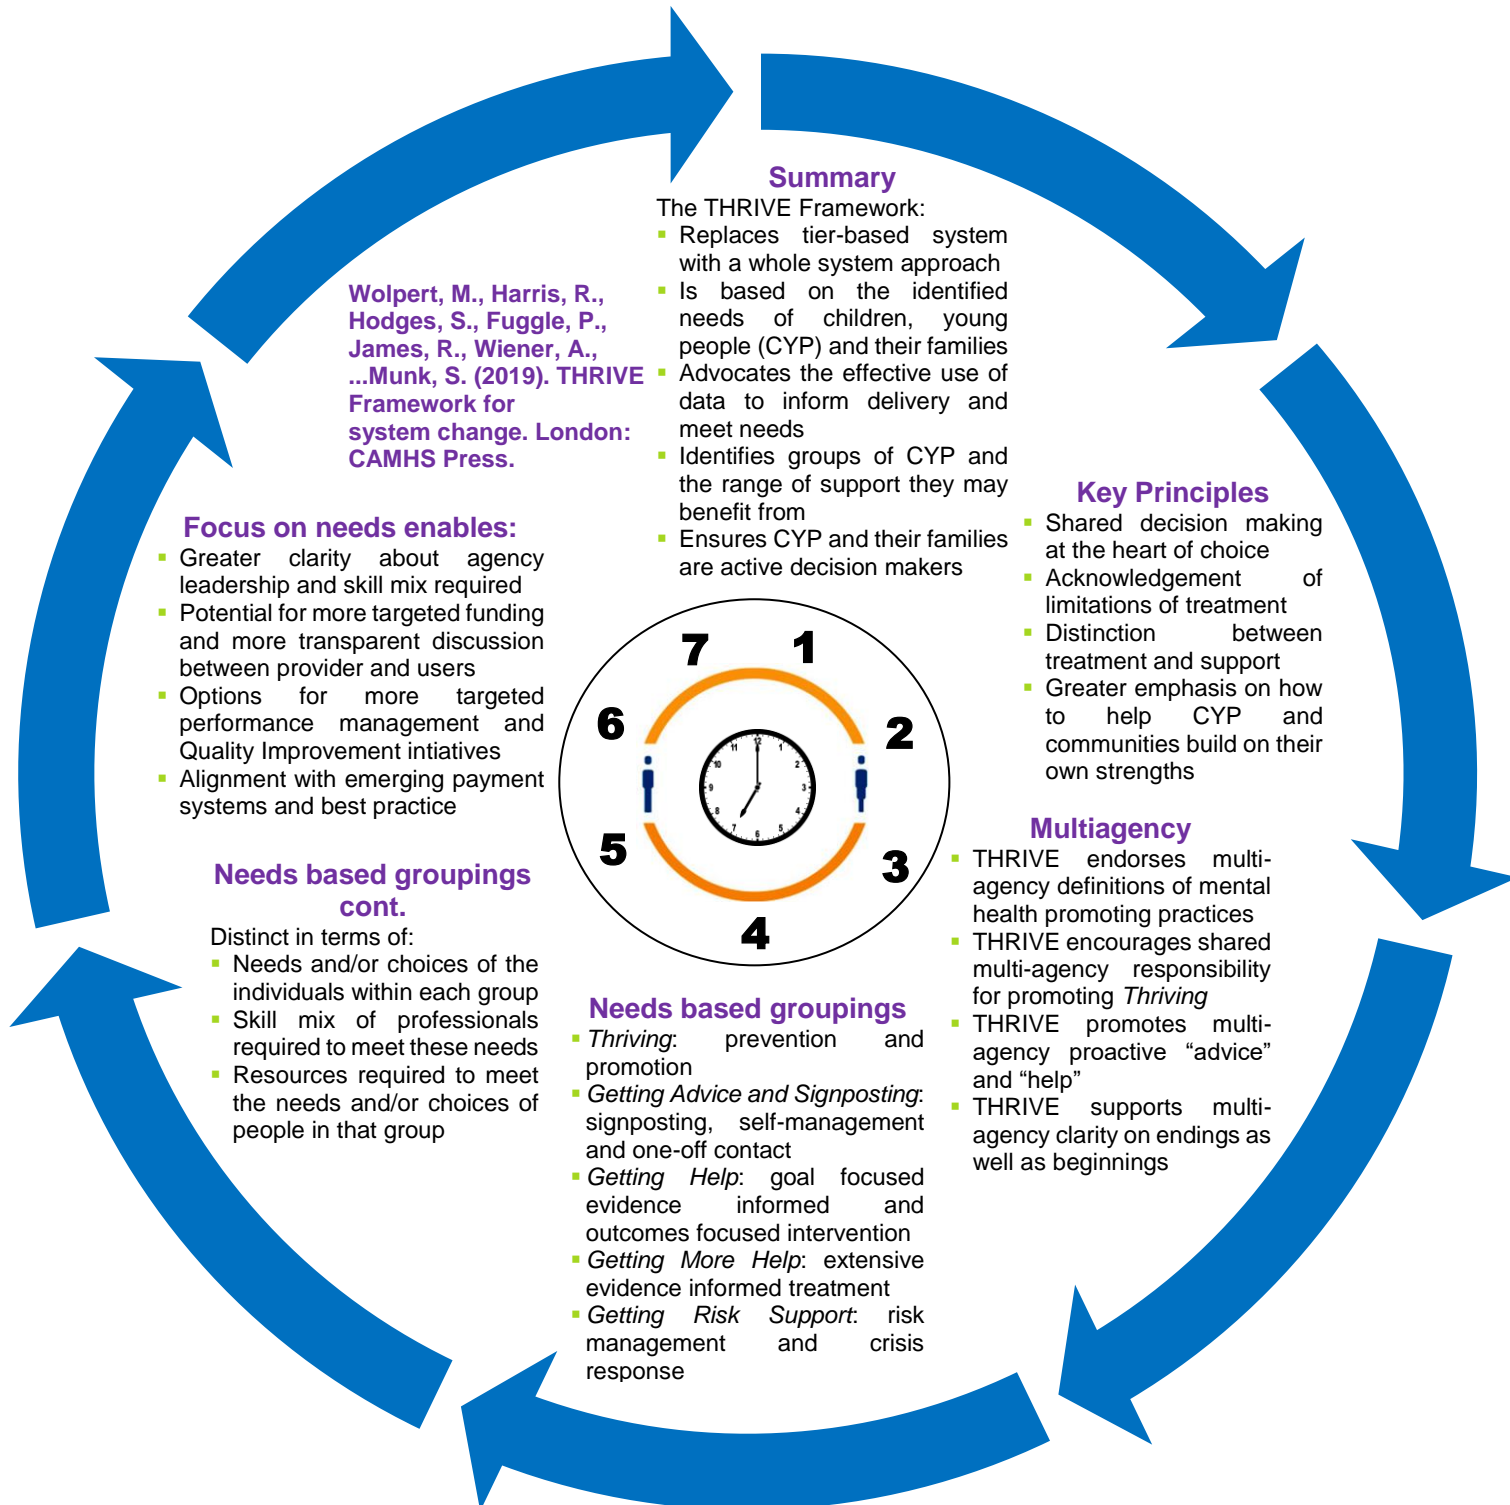 Summary
The THRIVE Framework:
▪ Replaces tier-based system
with a whole system approach
▪ Is based on the identified
needs of children, young
people (CYP) and their families
▪ Advocates the effective use of
data to inform delivery and
meet needs
▪ Identifies groups of CYP and
the range of support they may
benefit from
▪ Ensures CYP and their families
are active decision makers
Key Principles
▪ Shared decision making
at the heart of choice
▪ Acknowledgement of
limitations of treatment
▪ Distinction between
treatment and support
▪ Greater emphasis on how
to help CYP and
communities build on their
own strengths
Multiagency
▪ THRIVE endorses multi-
agency definitions of mental
health promoting practices
▪ THRIVE encourages shared
multi-agency responsibility
for promoting Thriving
▪ THRIVE promotes multi-
agency proactive “advice”
and “help”
▪ THRIVE supports multi-
agency clarity on endings as
well as beginnings
Needs based groupings
▪ Thriving: prevention and
promotion
▪ Getting Advice and Signposting:
signposting, self-management
and one-off contact
▪ Getting Help: goal focused
evidence informed and
outcomes focused intervention
▪ Getting More Help: extensive
evidence informed treatment
▪ Getting Risk Support: risk
management and crisis
response
Needs based groupings
cont.
Distinct in terms of:
▪ Needs and/or choices of the
individuals within each group
▪ Skill mix of professionals
required to meet these needs
▪ Resources required to meet
the needs and/or choices of
people in that group
Focus on needs enables:
▪ Greater clarity about agency
leadership and skill mix required
▪ Potential for more targeted funding
and more transparent discussion
between provider and users
▪ Options for more targeted
performance management and
Quality Improvement intiatives
▪ Alignment with emerging payment
systems and best practice
Wolpert, M., Harris, R.,
Hodges, S., Fuggle, P.,
James, R., Wiener, A.,
...Munk, S. (2019). THRIVE
Framework for
system change. London:
CAMHS Press.
1
2
3
4
5
6
7
12
1
2
3
4
5
6
7
8
9
10
11